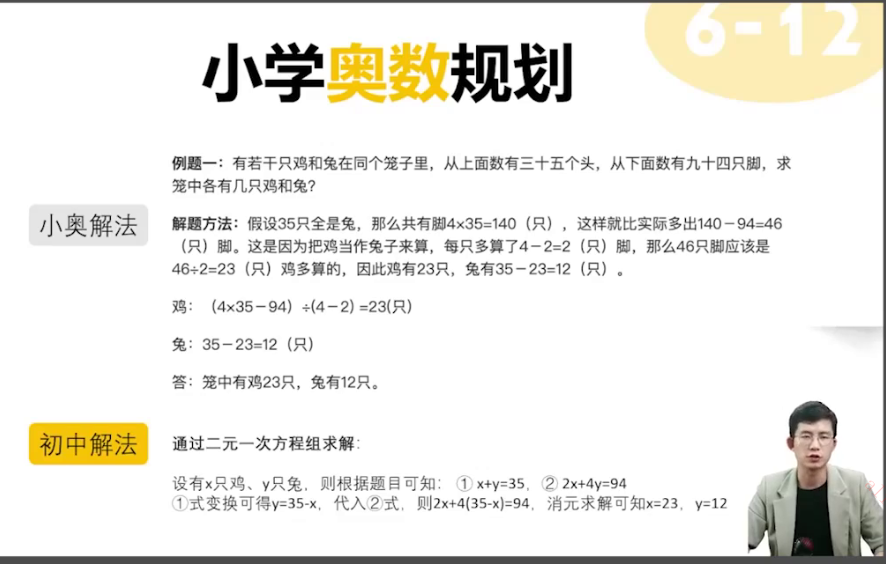 6-12
小学奥数规划
例题一：有若干只鸡和兔在同个笼子里，从上面数有三十五个头，从下面数有九十四只脚，求
笼中各有几只鸡和兔？
小奥解法
解题方法：假设35只全是兔，那么共有脚4×35=140（只），这样就比实际多出140－94=46
（只）脚。这是因为把鸡当作兔子来算，每只多算了4－2=2（只）脚，那么46只脚应该是
46÷2=23（只）鸡多算的，因此鸡有23只，兔有35－23=12（只）。
鸡：（4×35－94）÷(4－2) =23(只)
兔：35－23=12（只）
答：笼中有鸡23只，兔有12只。
初中解法
通过二元一次方程组求解：
设有x只鸡、y只兔，则根据题目可知：① x+y=35，② 2x+4y=94
①式变换可得y=35-x，代入②式，则2x+4(35-x)=94，消元求解可知x=23，y=12